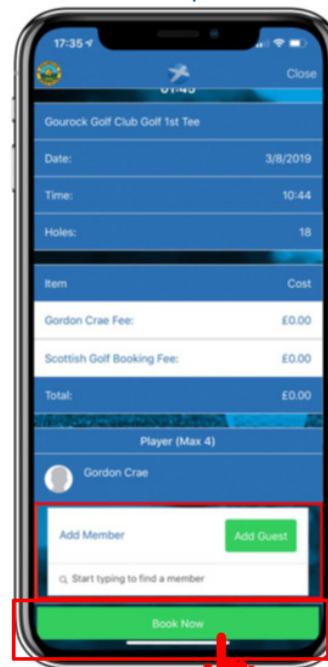 17:35
Close
01:45
Gourock Golf Club Golf 1st Tee
Date: 3/8/2019
Time: 10:44
Holes: 18
Item Cost
Gordon Crae Fee: £0.00
Scottish Golf Booking Fee: £0.00
Total: £0.00
Player (Max 4)
Gordon Crae
Add Member Add Guest
Start typing to find a member
Book Now